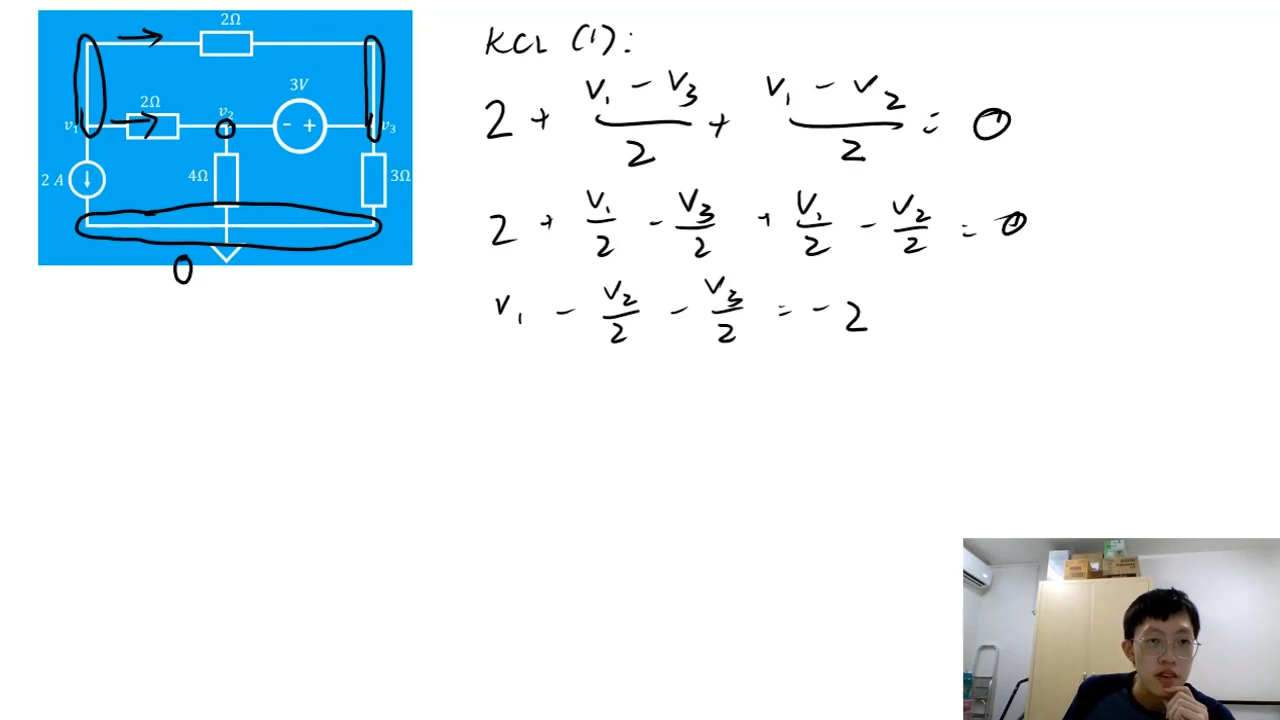 2Ω
3V
2Ω
v₂
v₁
v₃
- +
2 A
4Ω
3Ω
0
KCL (1):
2 + (v₁ - v₃)/2 + (v₁ - v₂)/2 = 0
2 + v₁/2 - v₃/2 + v₁/2 - v₂/2 = 0
v₁ - v₂/2 - v₃/2 = -2